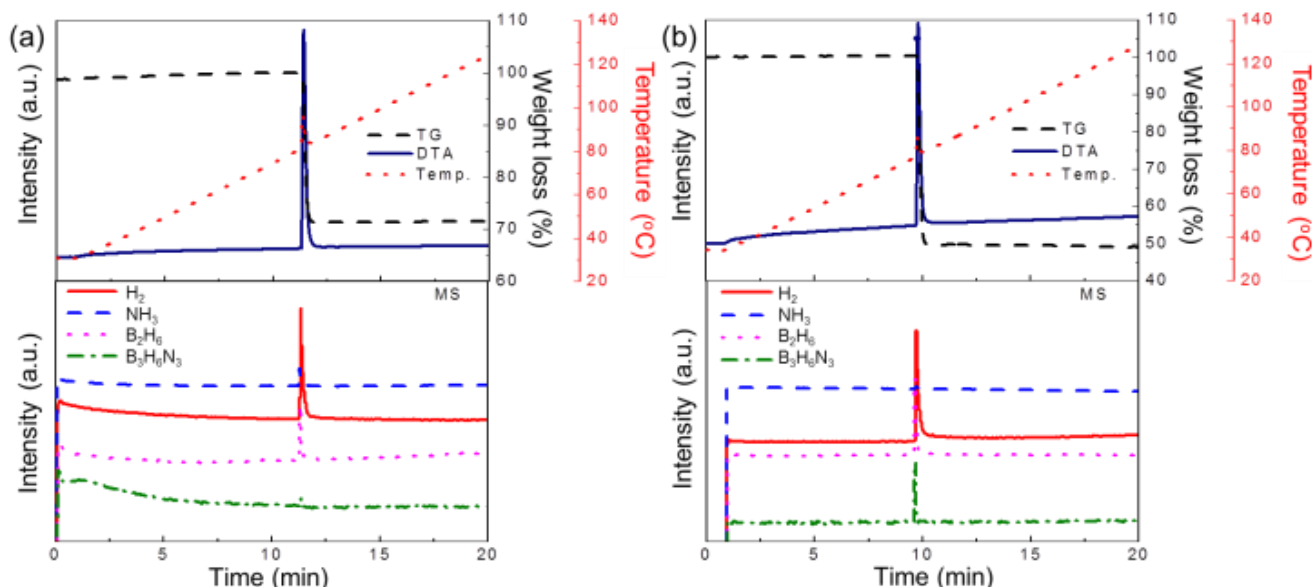 (a)
Intensity (a.u.)
TG
DTA
Temp.
100
90
80
70
60
Weight loss (%)
140
120
100
80
60
40
20
Temperature (ºC)
Intensity (a.u.)
H₂
NH₃
B₂H₆
B₃H₆N₃
MS
0 5 10 15 20
Time (min)
(b)
Intensity (a.u.)
TG
DTA
Temp.
110
100
90
80
70
60
50
40
Weight loss (%)
140
120
100
80
60
40
20
Temperature (ºC)
Intensity (a.u.)
H₂
NH₃
B₂H₆
B₃H₆N₃
MS
0 5 10 15 20
Time (min)